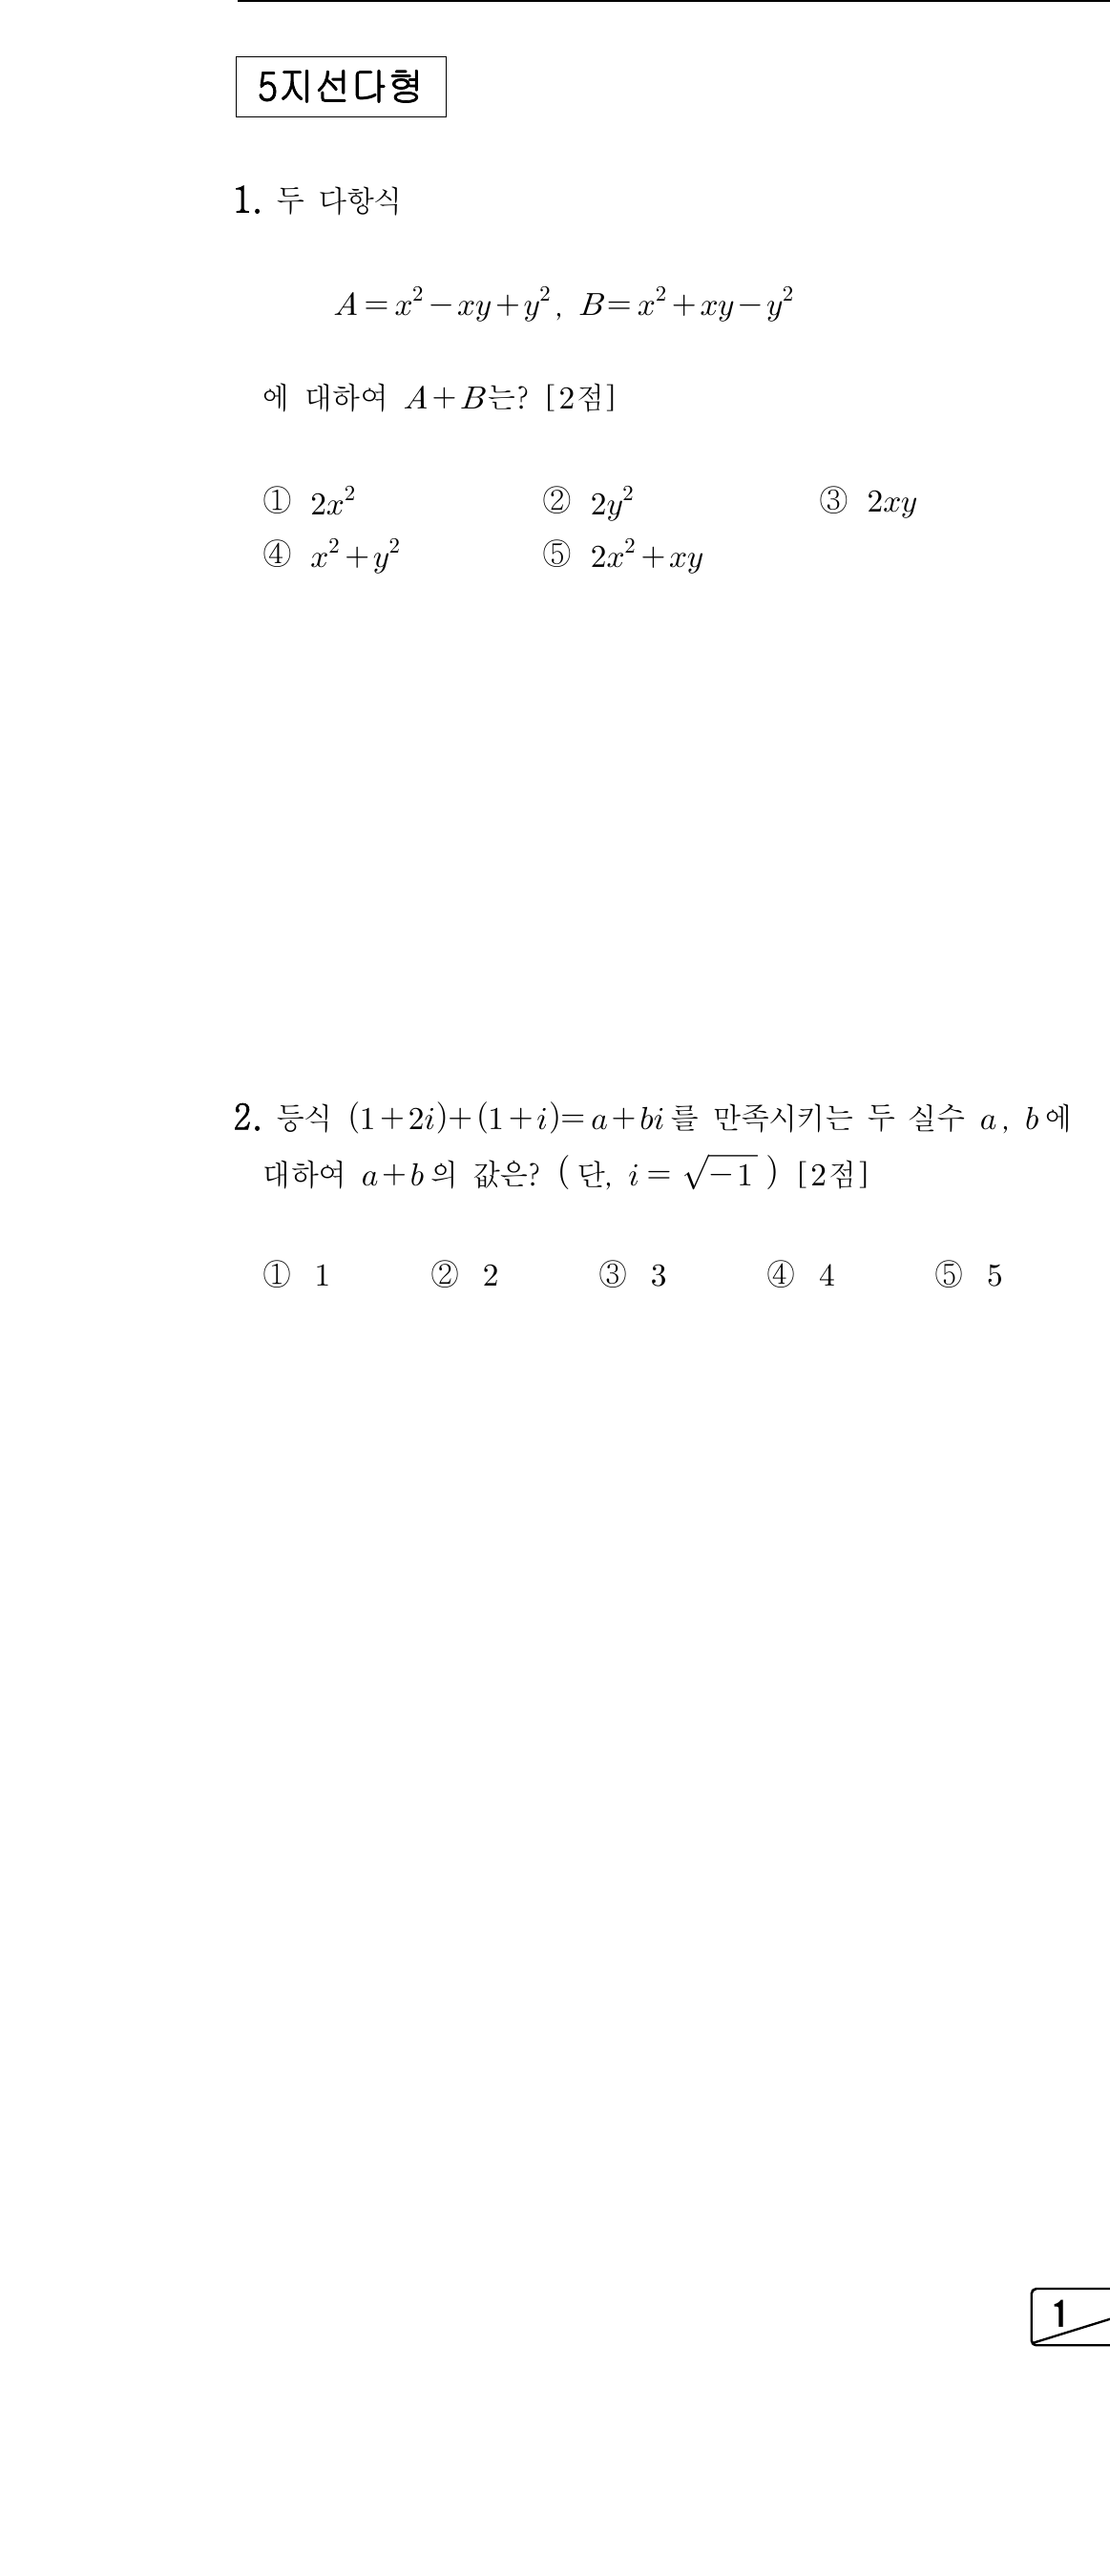 5지선다형
1. 두 다항식
A = x² − xy + y², B = x² + xy − y²
에 대하여 A + B는? [2점]
① 2x² ② 2y² ③ 2xy
④ x² + y² ⑤ 2x² + xy
2. 등식 (1 + 2i) + (1 + i) = a + bi를 만족시키는 두 실수 a, b에
대하여 a + b의 값은? (단, i = √−1) [2점]
① 1 ② 2 ③ 3 ④ 4 ⑤ 5
1